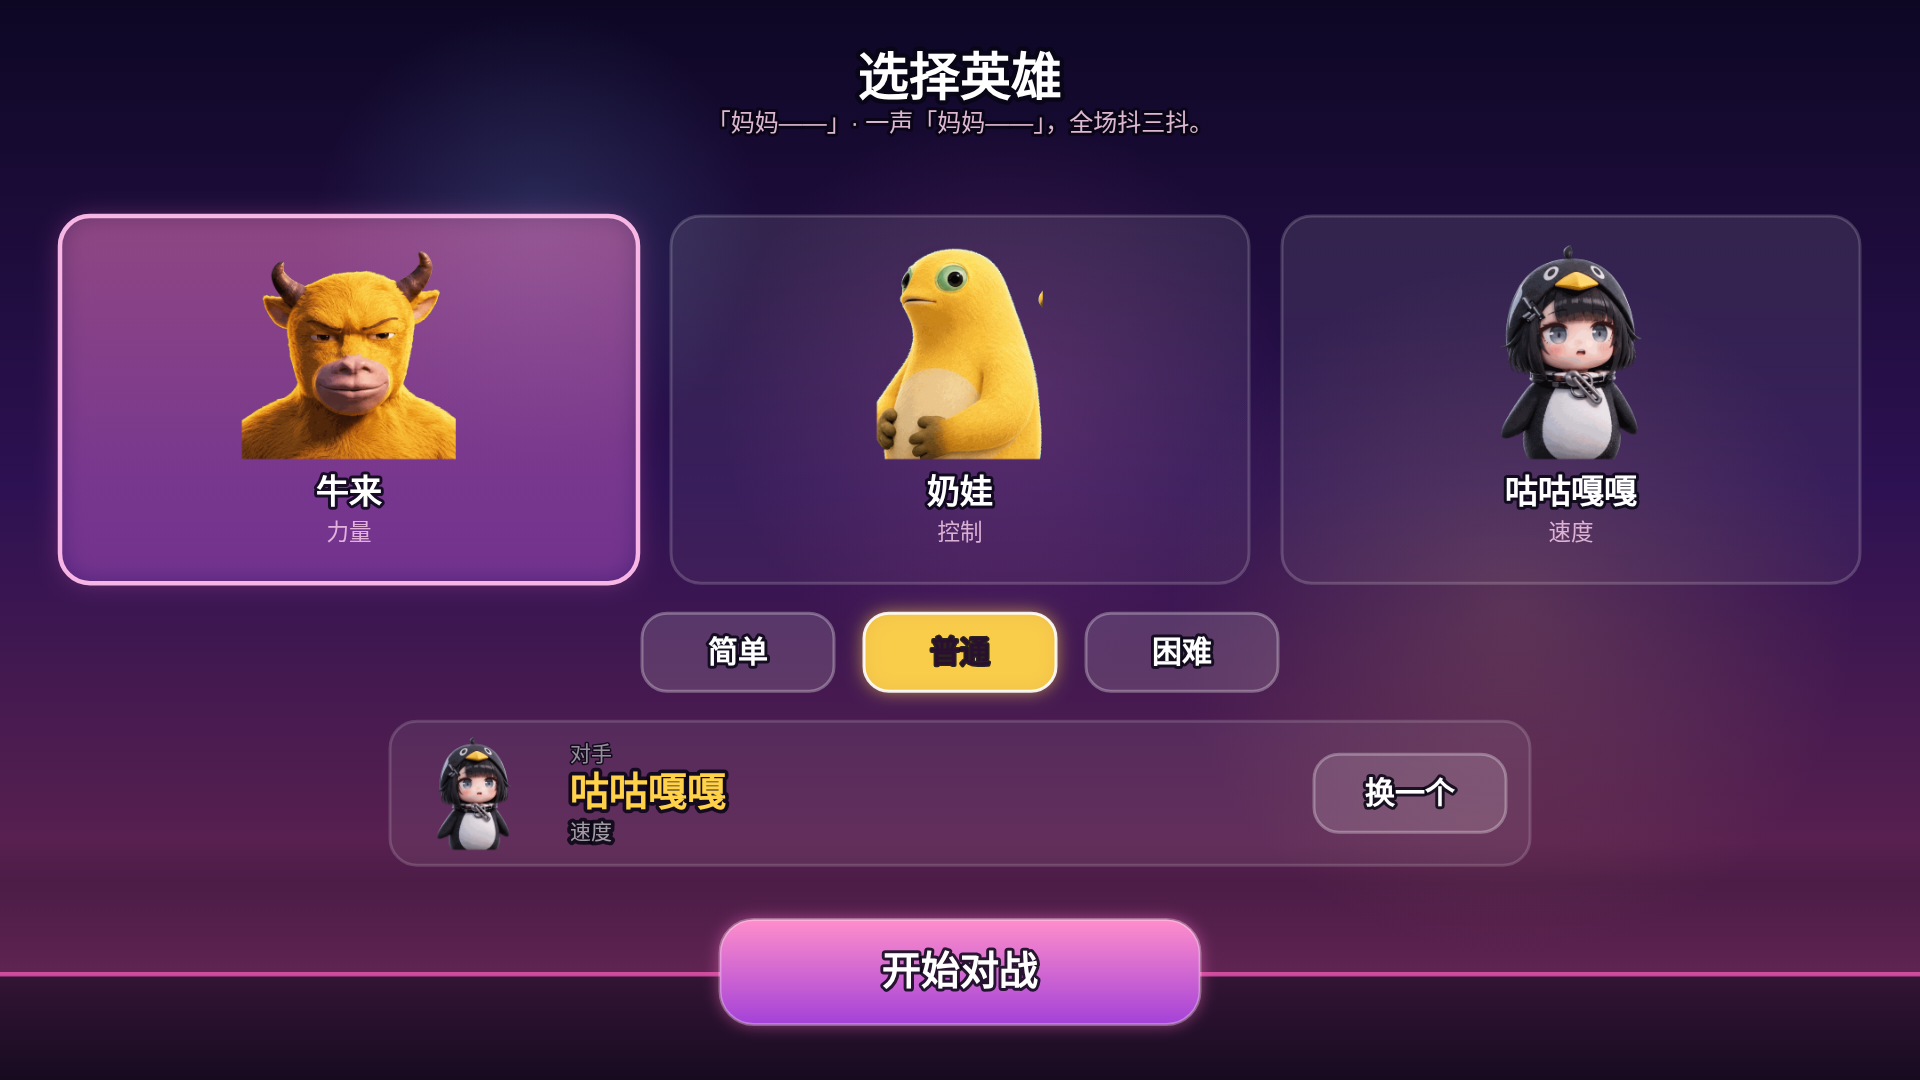 选择英雄
「妈妈——」· 一声「妈妈——」，全场抖三抖。
牛来
力量
奶娃
控制
咕咕嘎嘎
速度
简单
普通
困难
对手
咕咕嘎嘎
速度
换一个
开始对战